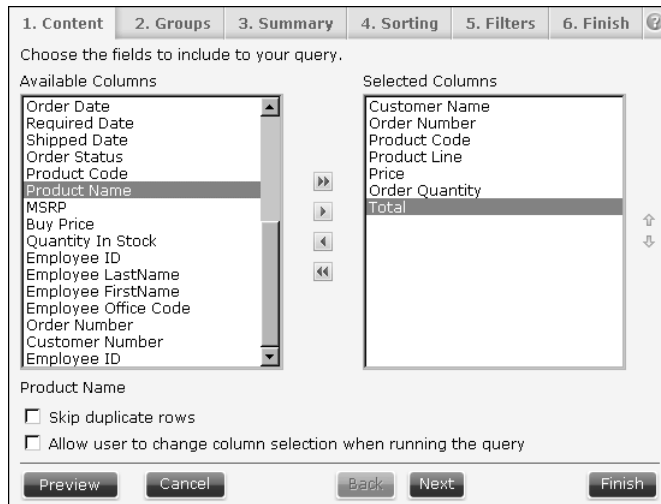 1. Content 2. Groups 3. Summary 4. Sorting 5. Filters 6. Finish ?
Choose the fields to include to your query.
Available Columns
Order Date
Required Date
Shipped Date
Order Status
Product Code
Product Name
MSRP
Buy Price
Quantity In Stock
Employee ID
Employee LastName
Employee FirstName
Employee Office Code
Order Number
Customer Number
Employee ID
Selected Columns
Customer Name
Order Number
Product Code
Product Line
Price
Order Quantity
Total
Product Name
Skip duplicate rows
Allow user to change column selection when running the query
Preview Cancel Back Next Finish